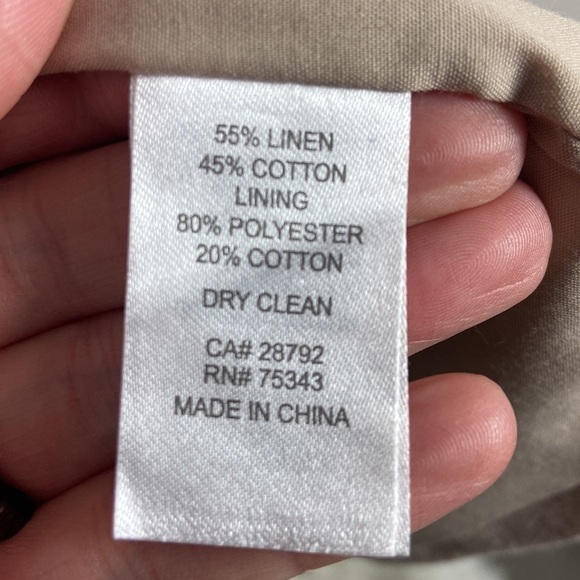 55% LINEN
45% COTTON
LINING
80% POLYESTER
20% COTTON
DRY CLEAN
CA# 28792
RN# 75343
MADE IN CHINA